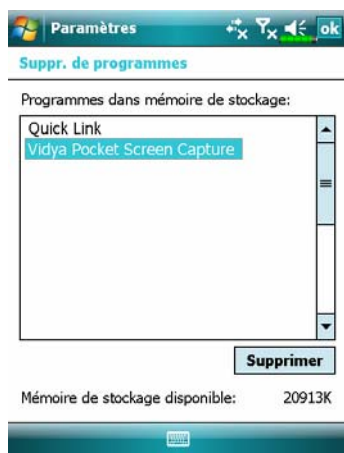 Paramètres ok
Suppr. de programmes
Programmes dans mémoire de stockage:
Quick Link
Vidya Pocket Screen Capture
Supprimer
Mémoire de stockage disponible: 20913K